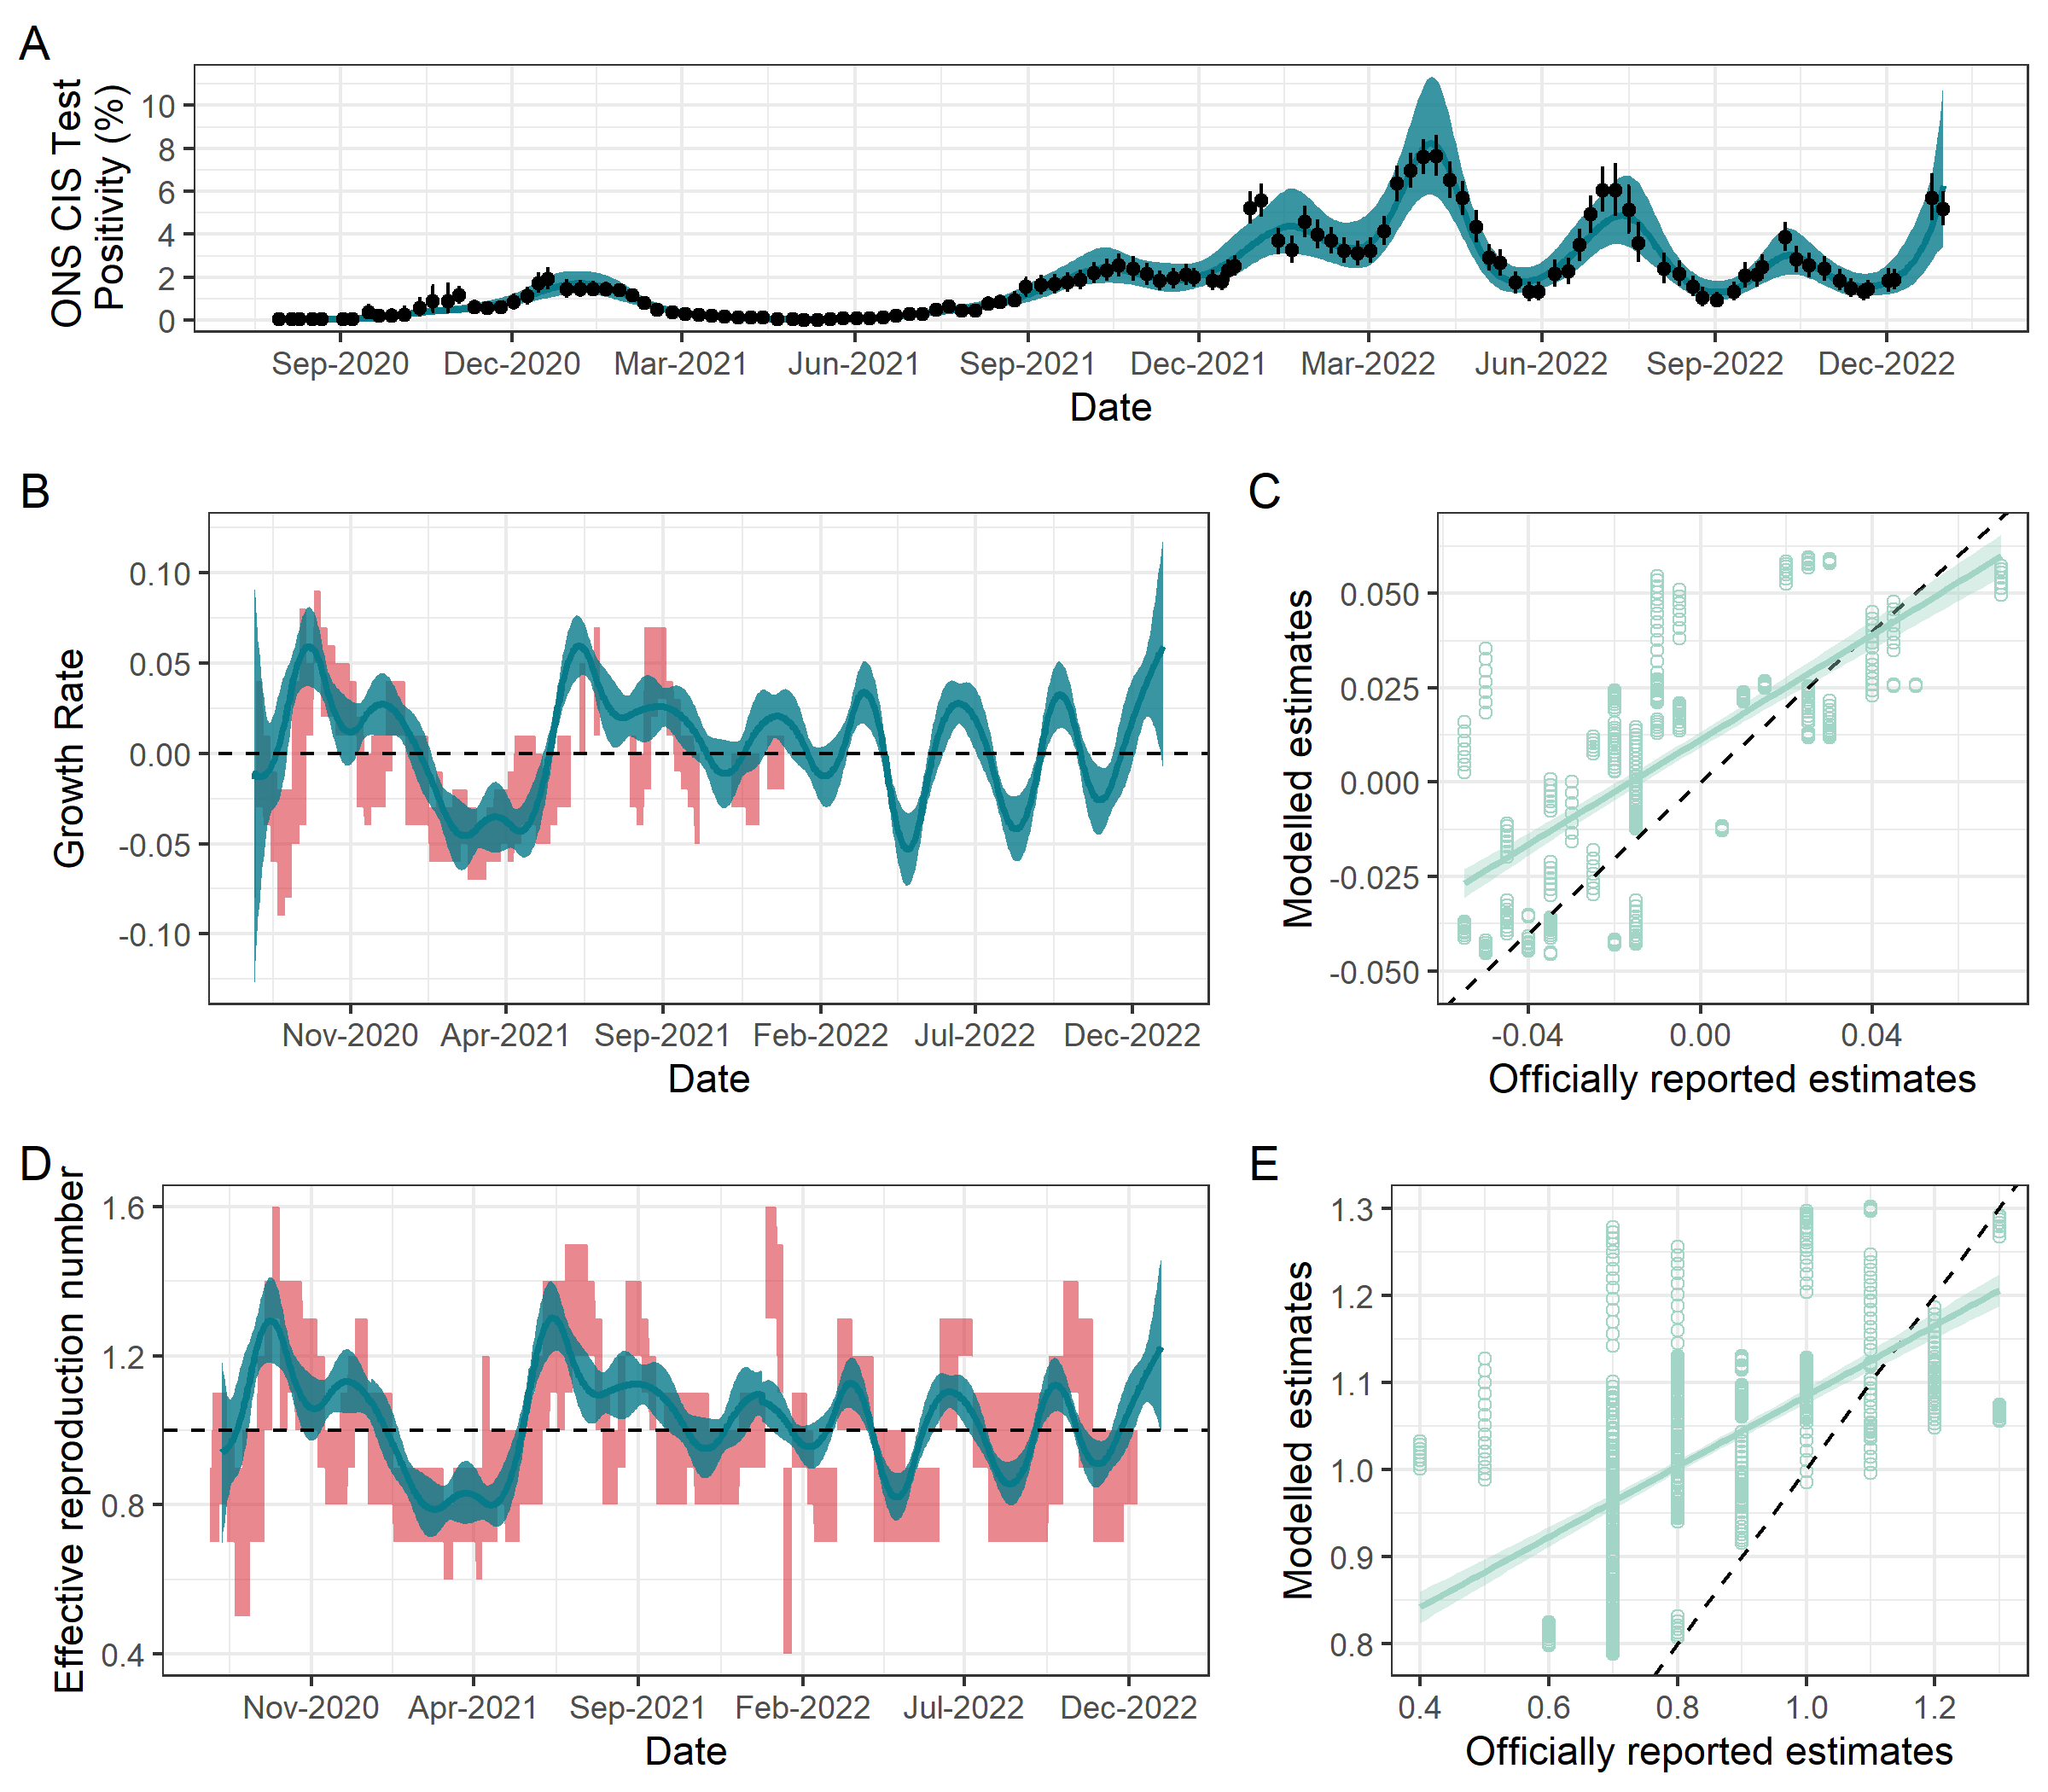 A
ONS CIS Test
Positivity (%)
10
8
6
4
2
0
Sep-2020 Dec-2020 Mar-2021 Jun-2021 Sep-2021 Dec-2021 Mar-2022 Jun-2022 Sep-2022 Dec-2022
Date
B
Growth Rate
0.10
0.05
0.00
-0.05
-0.10
Nov-2020 Apr-2021 Sep-2021 Feb-2022 Jul-2022 Dec-2022
Date
C
Modelled estimates
0.050
0.025
0.000
-0.025
-0.050
-0.04 0.00 0.04
Officially reported estimates
D
Effective reproduction number
1.6
1.2
0.8
0.4
Nov-2020 Apr-2021 Sep-2021 Feb-2022 Jul-2022 Dec-2022
Date
E
Modelled estimates
1.3
1.2
1.1
1.0
0.9
0.8
0.4 0.6 0.8 1.0 1.2
Officially reported estimates